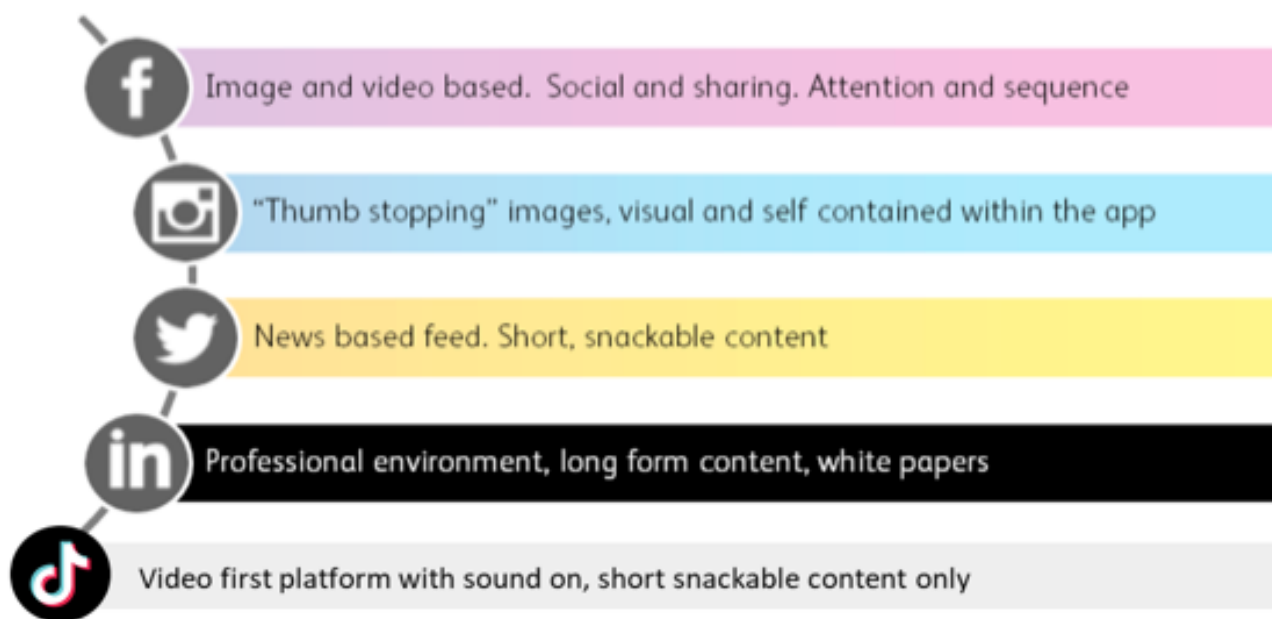 Image and video based. Social and sharing. Attention and sequence
“Thumb stopping” images, visual and self contained within the app
News based feed. Short, snackable content
in Professional environment, long form content, white papers
Video first platform with sound on, short snackable content only